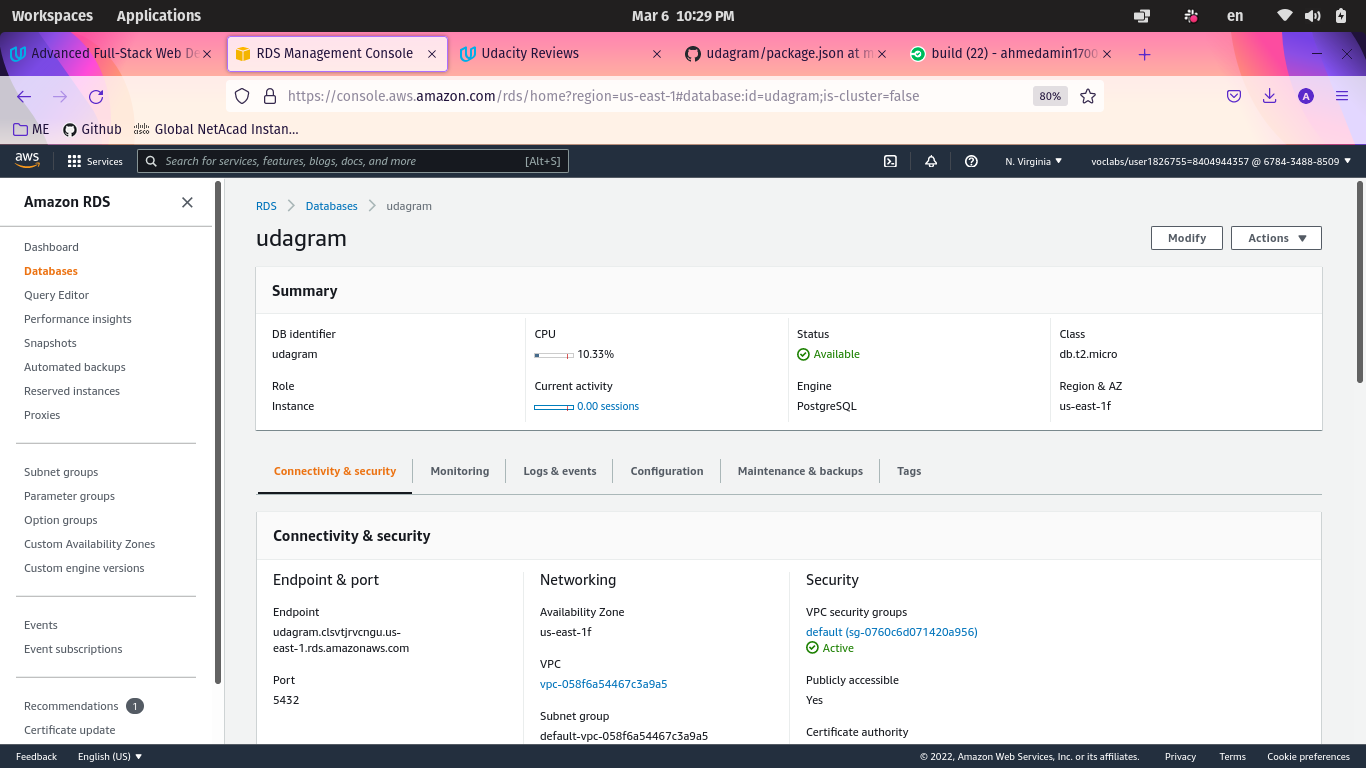 Workspaces Applications Mar 6 10:29 PM en
Advanced Full-Stack Web De RDS Management Console Udacity Reviews udagram/package.json at m build (22) - ahmedamin1700
https://console.aws.amazon.com/rds/home?region=us-east-1#database:id=udagram;is-cluster=false 80% A
ME Github Global NetAcad Instan...
aws Services Search for services, features, blogs, docs, and more [Alt+S] N. Virginia voclabs/user1826755=8404944357 @ 6784-3488-8509
Amazon RDS
Dashboard
Databases
Query Editor
Performance insights
Snapshots
Automated backups
Reserved instances
Proxies
Subnet groups
Parameter groups
Option groups
Custom Availability Zones
Custom engine versions
Events
Event subscriptions
Recommendations 1
Certificate update
RDS Databases udagram
udagram Modify Actions
Summary
DB identifier
udagram
Role
Instance
CPU
10.33%
Current activity
0.00 sessions
Status
Available
Engine
PostgreSQL
Class
db.t2.micro
Region & AZ
us-east-1f
Connectivity & security Monitoring Logs & events Configuration Maintenance & backups Tags
Connectivity & security
Endpoint & port
Endpoint
udagram.clsvtjrvcngu.us-
east-1.rds.amazonaws.com
Port
5432
Networking
Availability Zone
us-east-1f
VPC
vpc-058f6a54467c3a9a5
Subnet group
default-vpc-058f6a54467c3a9a5
Security
VPC security groups
default (sg-0760c6d071420a956)
Active
Publicly accessible
Yes
Certificate authority
Feedback English (US) © 2022, Amazon Web Services, Inc. or its affiliates. Privacy Terms Cookie preferences